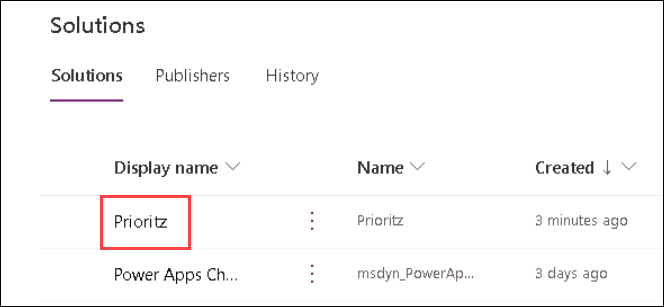 Solutions
Solutions Publishers History
Display name Name Created
Prioritz Prioritz 3 minutes ago
Power Apps Ch... msdyn_PowerAp... 3 days ago